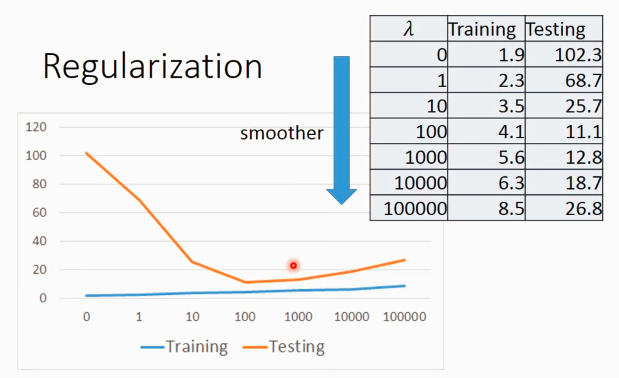 Regularization
smoother
λ Training Testing
0 1.9 102.3
1 2.3 68.7
10 3.5 25.7
100 4.1 11.1
1000 5.6 12.8
10000 6.3 18.7
100000 8.5 26.8
120
100
80
60
40
20
0
0 1 10 100 1000 10000 100000
Training Testing